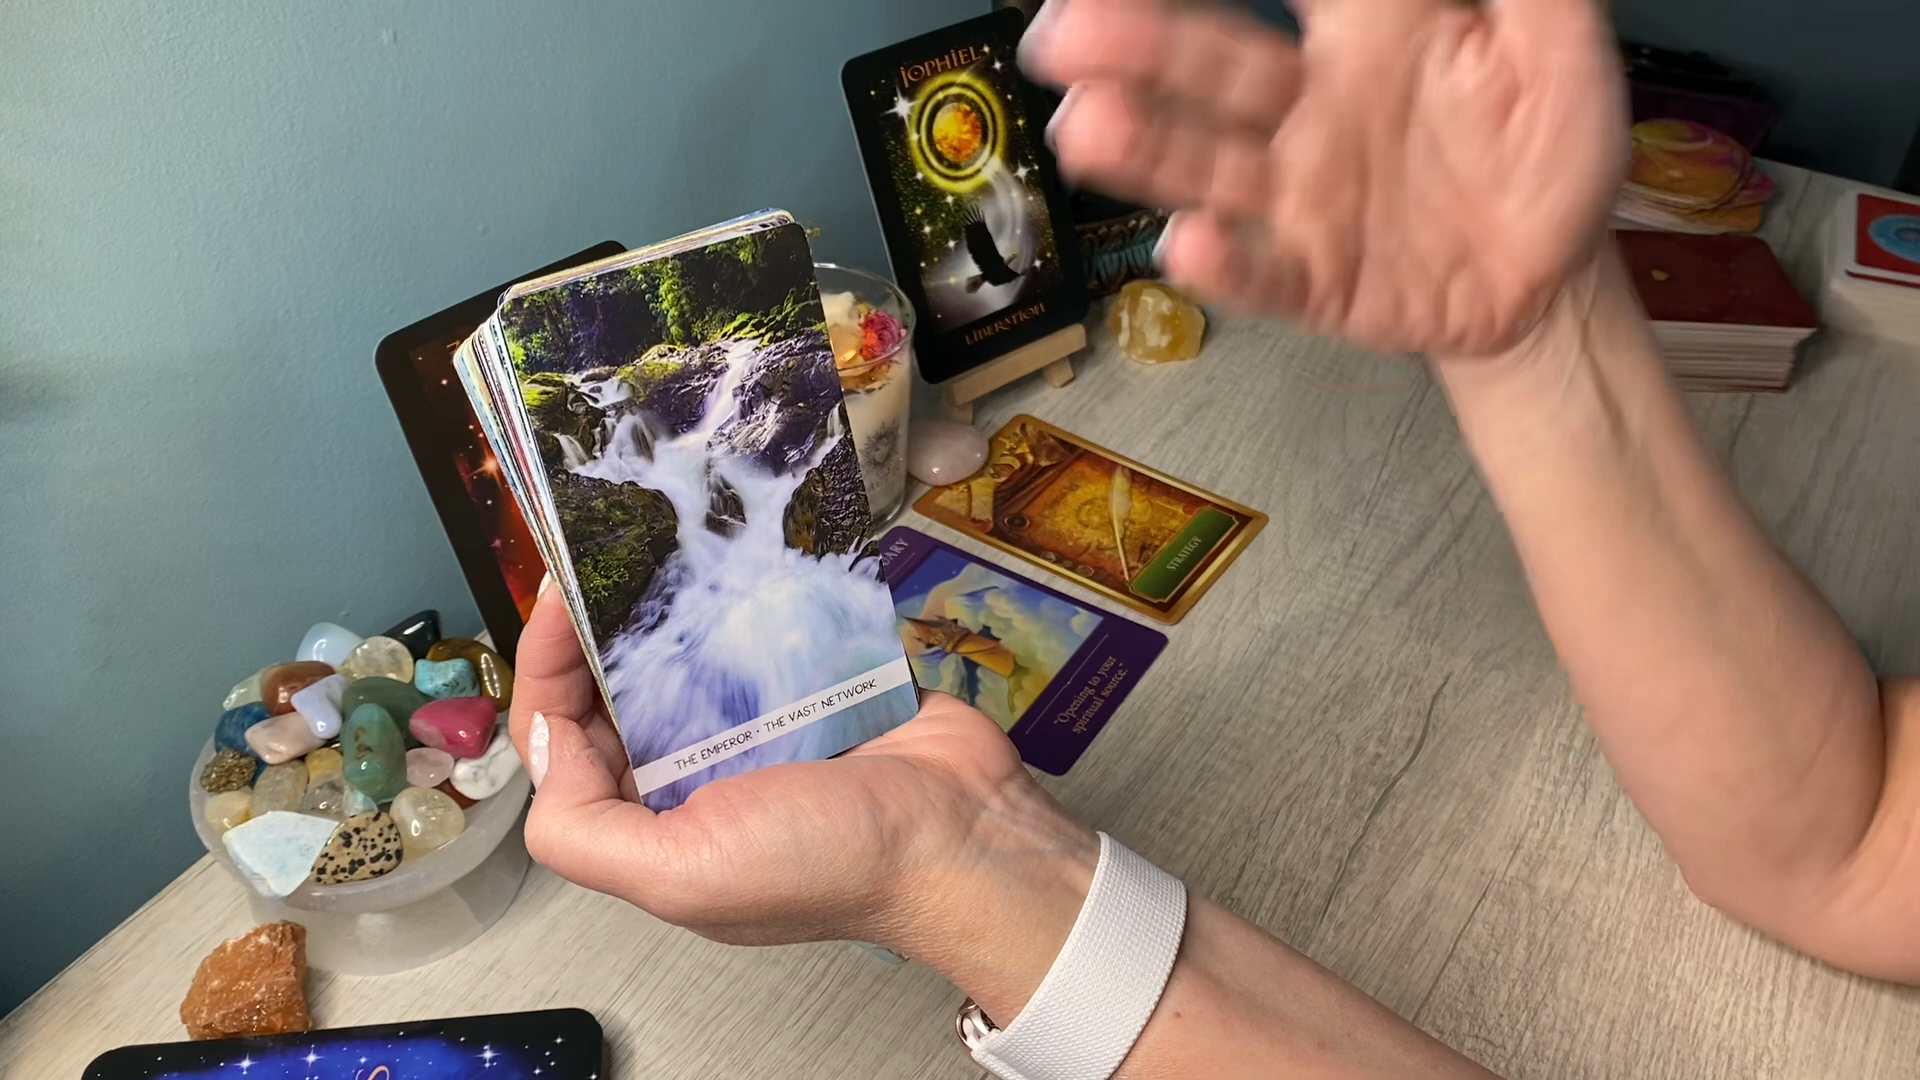 IOPHIEL
LIBERATION
STRATEGY
"Opening to your
spiritual source."
THE EMPEROR • THE VAST NETWORK